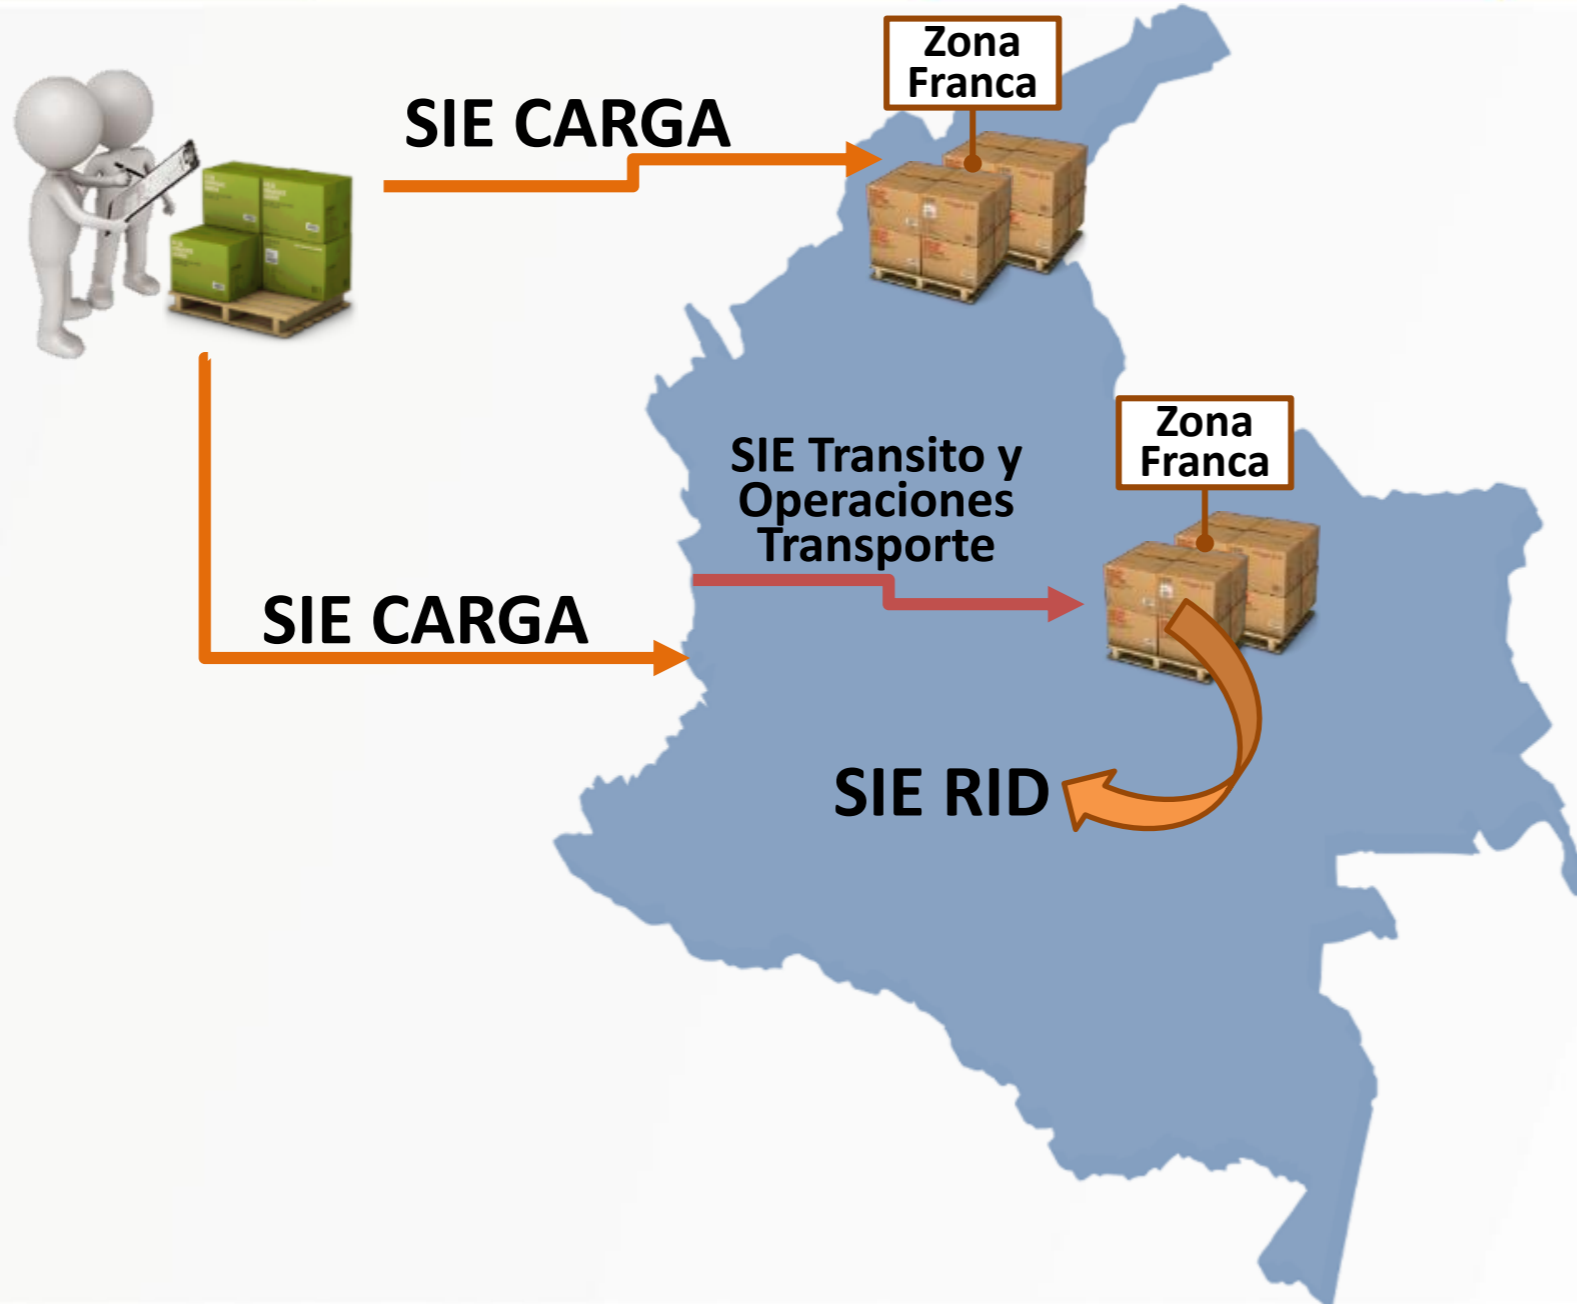 Zona
Franca
SIE CARGA
Zona
Franca
SIE Transito y
Operaciones
Transporte
SIE CARGA
SIE RID